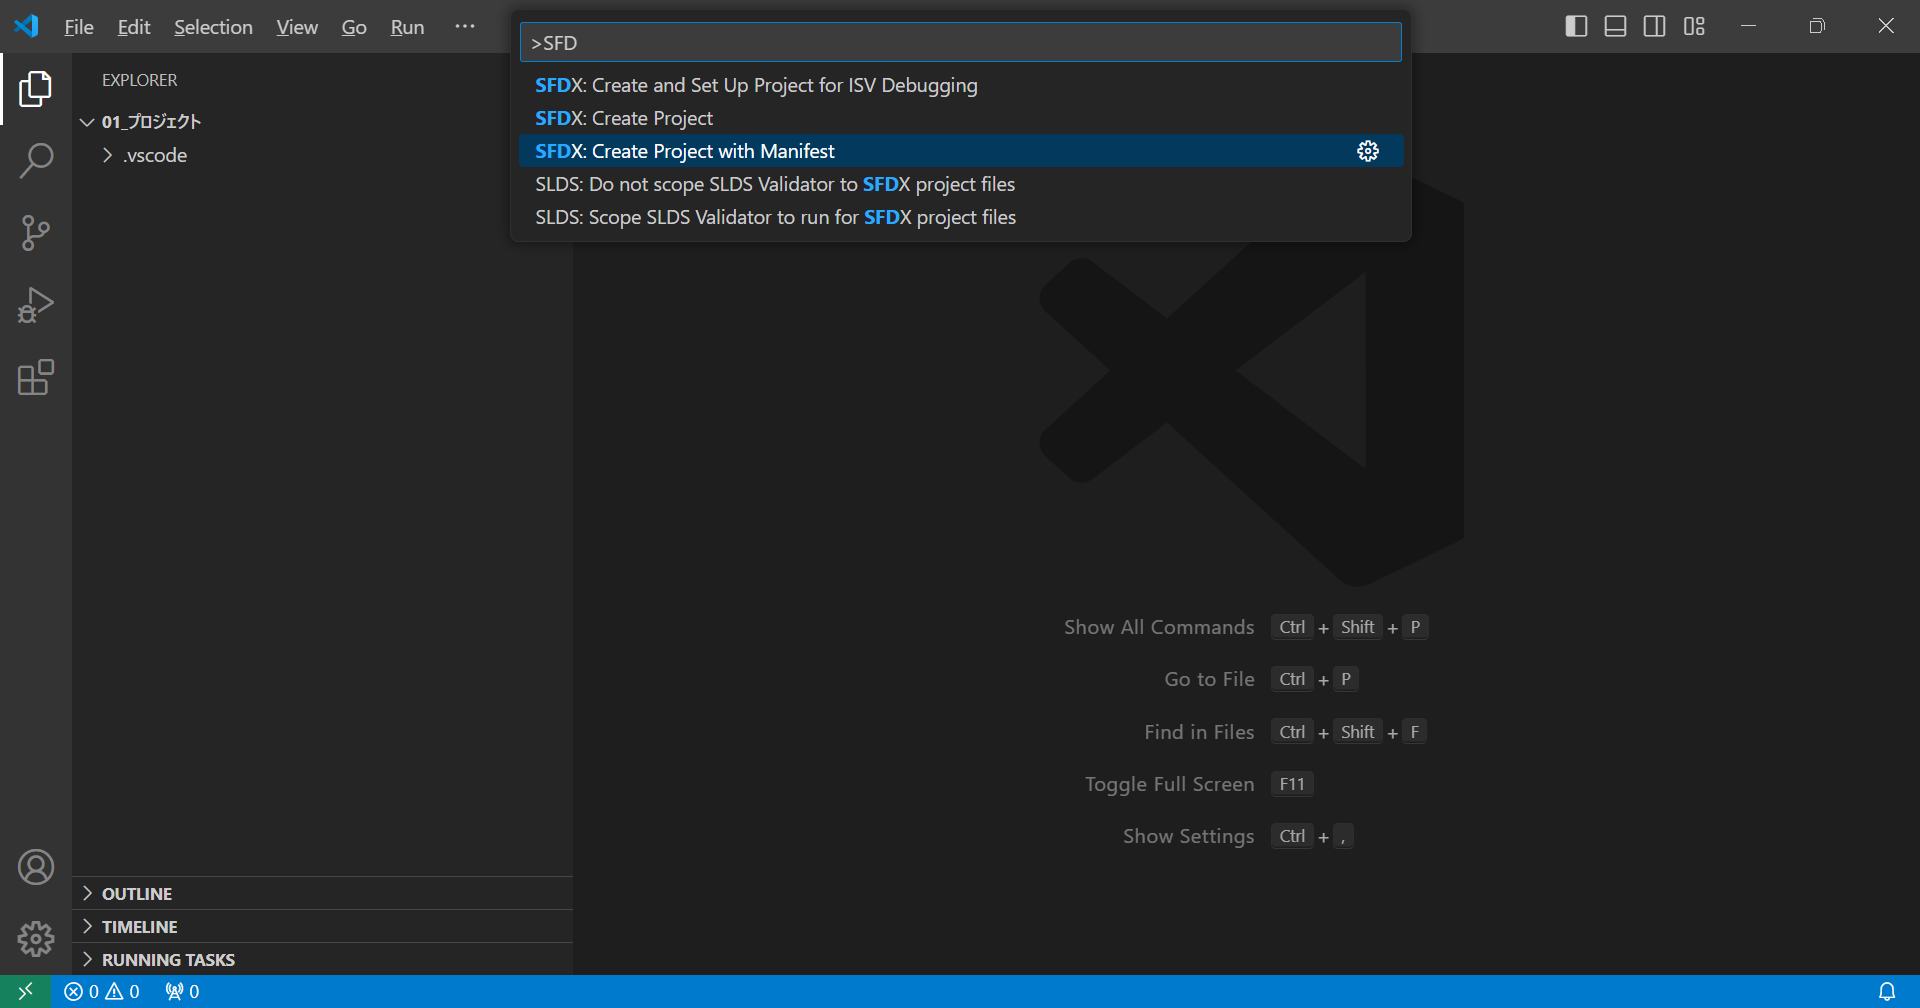 File Edit Selection View Go Run ···
>SFD
SFDX: Create and Set Up Project for ISV Debugging
SFDX: Create Project
SFDX: Create Project with Manifest
SLDS: Do not scope SLDS Validator to SFDX project files
SLDS: Scope SLDS Validator to run for SFDX project files
EXPLORER
01_プロジェクト
.vscode
Show All Commands Ctrl + Shift + P
Go to File Ctrl + P
Find in Files Ctrl + Shift + F
Toggle Full Screen F11
Show Settings Ctrl + ,
OUTLINE
TIMELINE
RUNNING TASKS
0 0 0